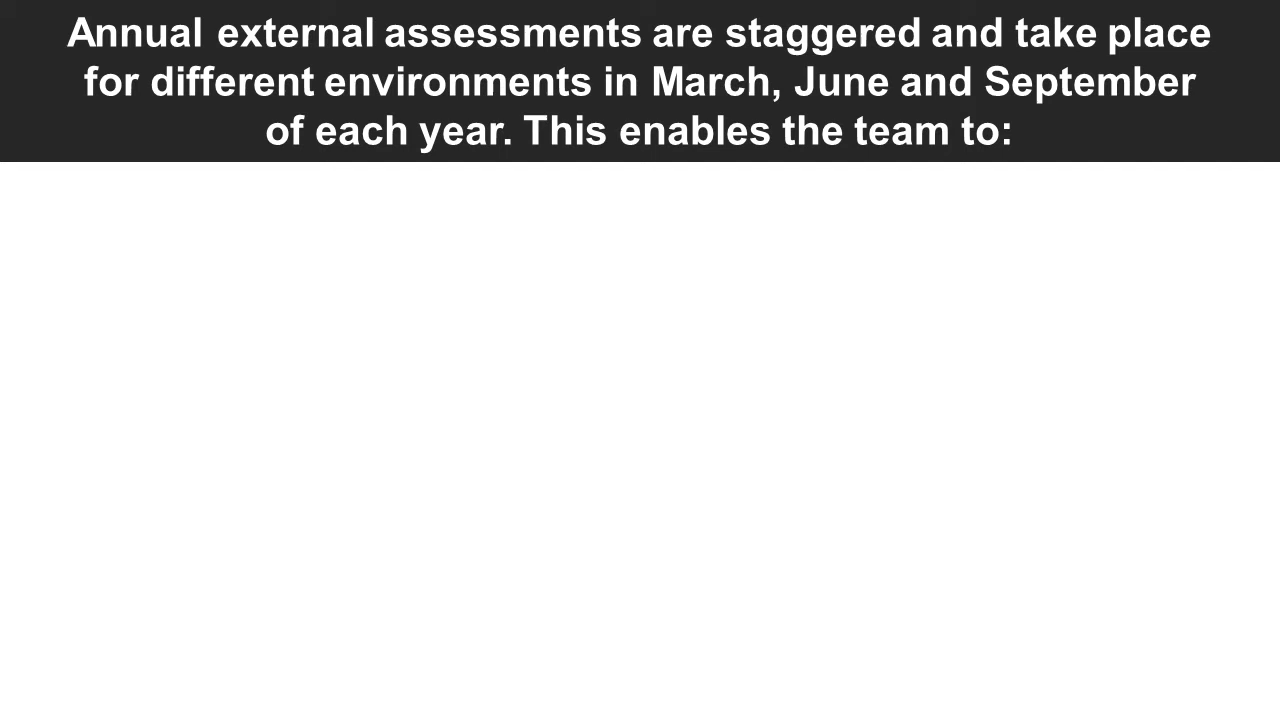 Annual external assessments are staggered and take place
for different environments in March, June and September
of each year. This enables the team to: